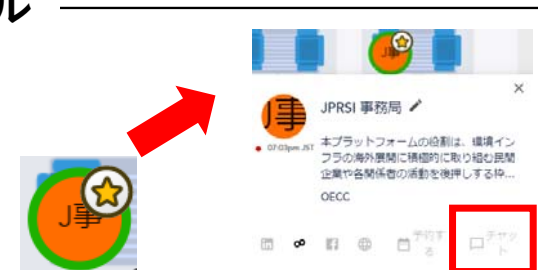 ル
J事
J事
JPRSI 事務局
07:03pm JST
本プラットフォームの役割は、環境イン
フラの海外展開に積極的に取り組む民間
企業や各関係者の活動を後押しする枠...
OECC
予約す
る
チャッ
ト
J事